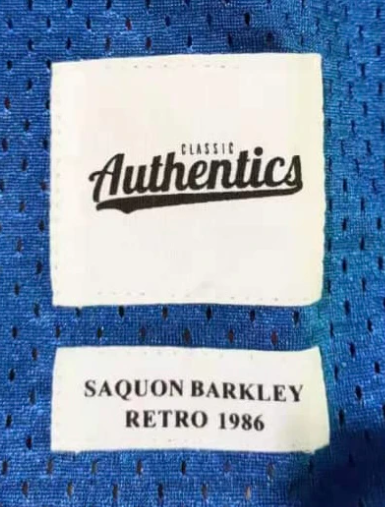 CLASSIC
Authentics
SAQUON BARKLEY
RETRO 1986